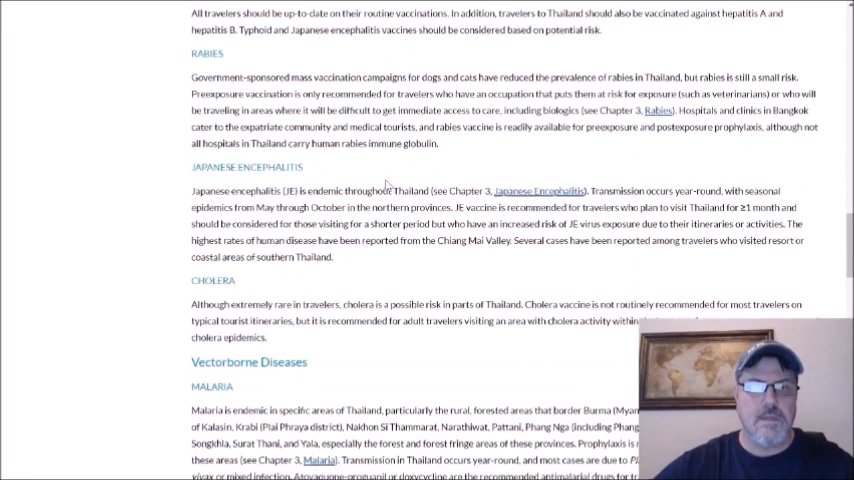 All travelers should be up-to-date on their routine vaccinations. In addition, travelers to Thailand should also be vaccinated against hepatitis A and
hepatitis B. Typhoid and Japanese encephalitis vaccines should be considered based on potential risk.
RABIES
Government-sponsored mass vaccination campaigns for dogs and cats have reduced the prevalence of rabies in Thailand, but rabies is still a small risk.
Preexposure vaccination is only recommended for travelers who have an occupation that puts them at risk for exposure (such as veterinarians) or who will
be traveling in areas where it will be difficult to get immediate access to care, including biologics (see Chapter 3, Rabies). Hospitals and clinics in Bangkok
cater to the expatriate community and medical tourists, and rabies vaccine is readily available for preexposure and postexposure prophylaxis, although not
all hospitals in Thailand carry human rabies immune globulin.
JAPANESE ENCEPHALITIS
Japanese encephalitis (JE) is endemic throughout Thailand (see Chapter 3, Japanese Encephalitis). Transmission occurs year-round, with seasonal
epidemics from May through October in the northern provinces. JE vaccine is recommended for travelers who plan to visit Thailand for ≥1 month and
should be considered for those visiting for a shorter period but who have an increased risk of JE virus exposure due to their itineraries or activities. The
highest rates of human disease have been reported from the Chiang Mai Valley. Several cases have been reported among travelers who visited resort or
coastal areas of southern Thailand.
CHOLERA
Although extremely rare in travelers, cholera is a possible risk in parts of Thailand. Cholera vaccine is not routinely recommended for most travelers on
typical tourist itineraries, but it is recommended for adult travelers visiting an area with cholera activity within
cholera epidemics.
Vectorborne Diseases
MALARIA
Malaria is endemic in specific areas of Thailand, particularly the rural, forested areas that border Burma
of Kalasin, Krabi (Plai Phraya district), Nakhon Si Thammarat, Narathiwat, Pattani, Phang Nga (including Phang
Songkhla, Surat Thani, and Yala, especially the forest and forest fringe areas of these provinces. Prophylaxis is
these areas (see Chapter 3, Malaria). Transmission in Thailand occurs year-round, and most cases are due to
vivax or mixed infection. Atovaquone-proguanil or doxycycline are the recommended antimalarial drugs for